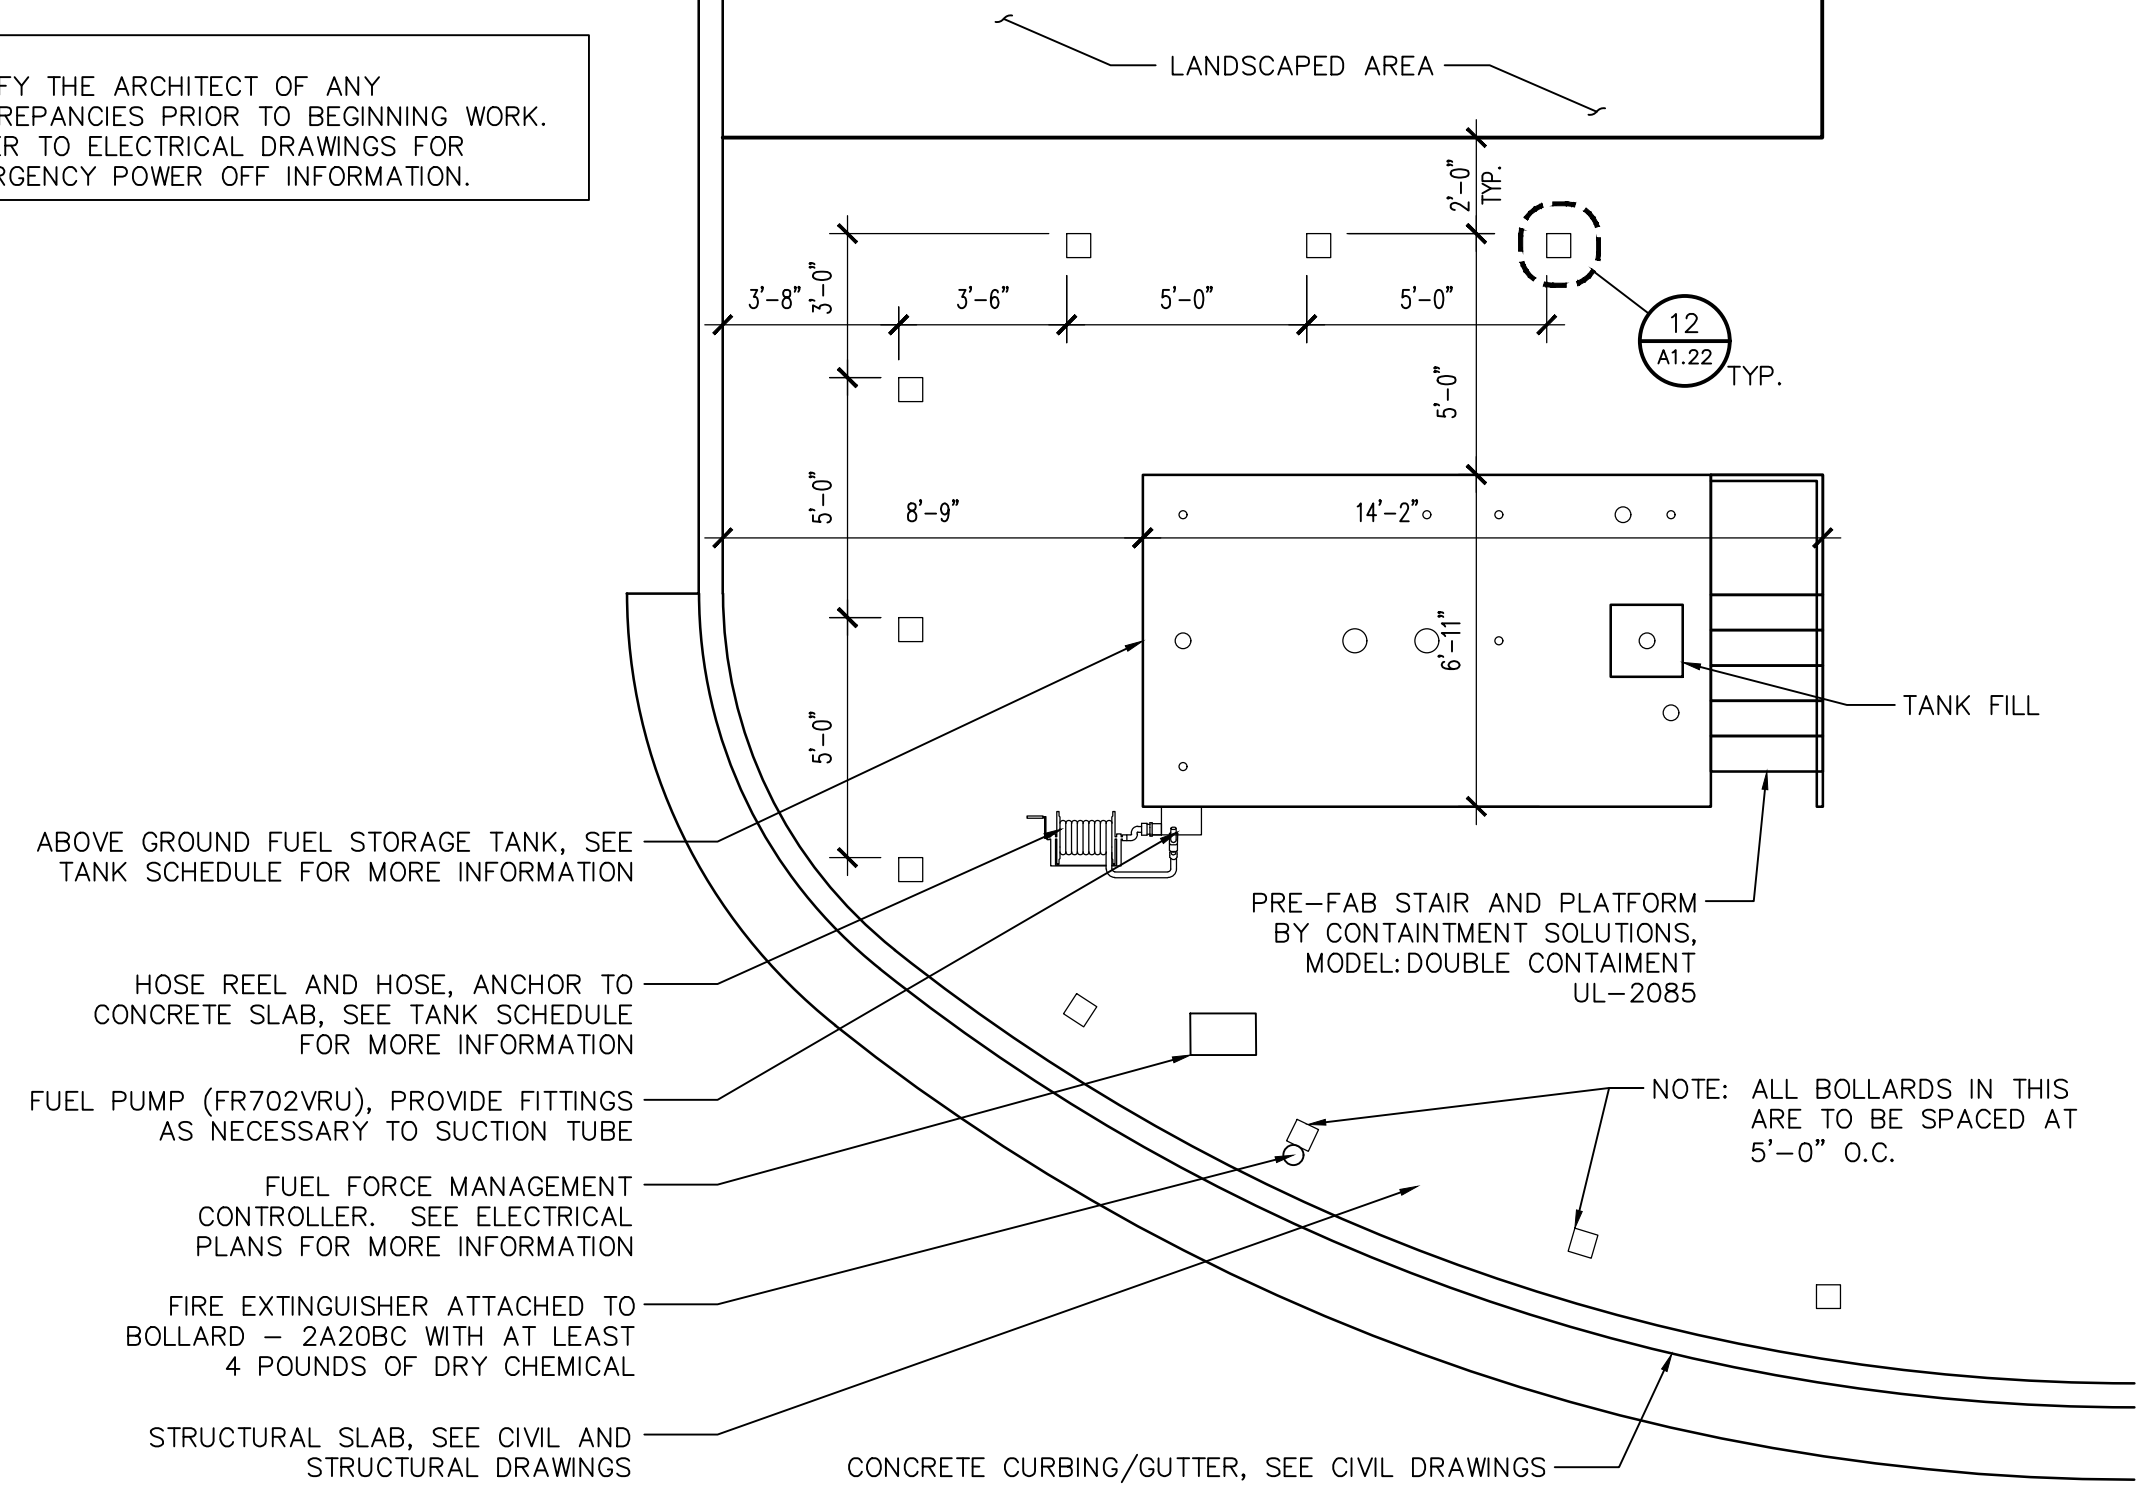 FY THE ARCHITECT OF ANY
REPANCIES PRIOR TO BEGINNING WORK.
ER TO ELECTRICAL DRAWINGS FOR
RGENCY POWER OFF INFORMATION.
LANDSCAPED AREA
2'-0"
TYP.
3'-8"
3'-0"
3'-6"
5'-0"
5'-0"
12
A1.22
TYP.
5'-0"
5'-0"
8'-9"
14'-2"
6'-11"
5'-0"
TANK FILL
ABOVE GROUND FUEL STORAGE TANK, SEE
TANK SCHEDULE FOR MORE INFORMATION
PRE-FAB STAIR AND PLATFORM
BY CONTAINTMENT SOLUTIONS,
MODEL: DOUBLE CONTAIMENT
UL-2085
HOSE REEL AND HOSE, ANCHOR TO
CONCRETE SLAB, SEE TANK SCHEDULE
FOR MORE INFORMATION
FUEL PUMP (FR702VRU), PROVIDE FITTINGS
AS NECESSARY TO SUCTION TUBE
NOTE: ALL BOLLARDS IN THIS
ARE TO BE SPACED AT
5'-0" O.C.
FUEL FORCE MANAGEMENT
CONTROLLER. SEE ELECTRICAL
PLANS FOR MORE INFORMATION
FIRE EXTINGUISHER ATTACHED TO
BOLLARD - 2A20BC WITH AT LEAST
4 POUNDS OF DRY CHEMICAL
STRUCTURAL SLAB, SEE CIVIL AND
STRUCTURAL DRAWINGS
CONCRETE CURBING/GUTTER, SEE CIVIL DRAWINGS